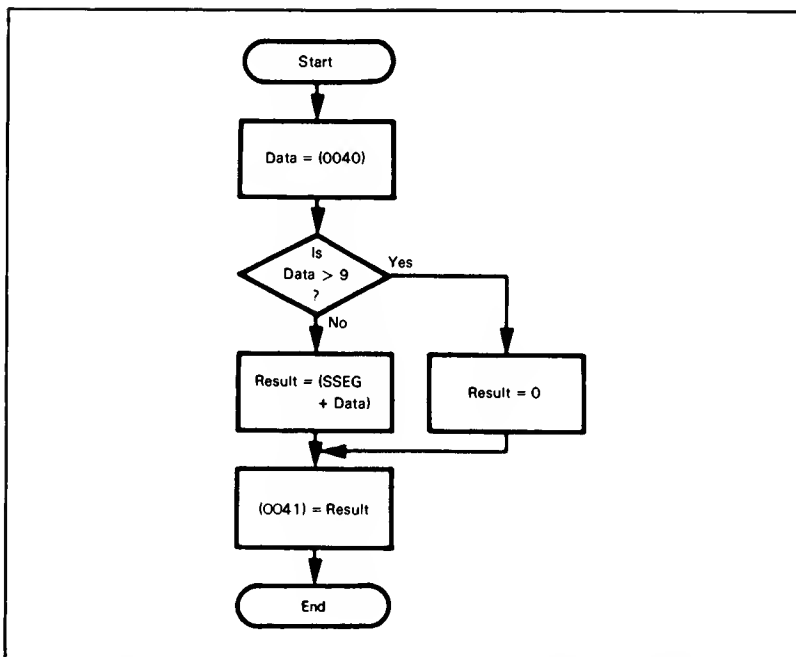 Start
Data = (0040)
Is
Data > 9
?
Yes
No
Result = (SSEG
+ Data)
Result = 0
(0041) = Result
End